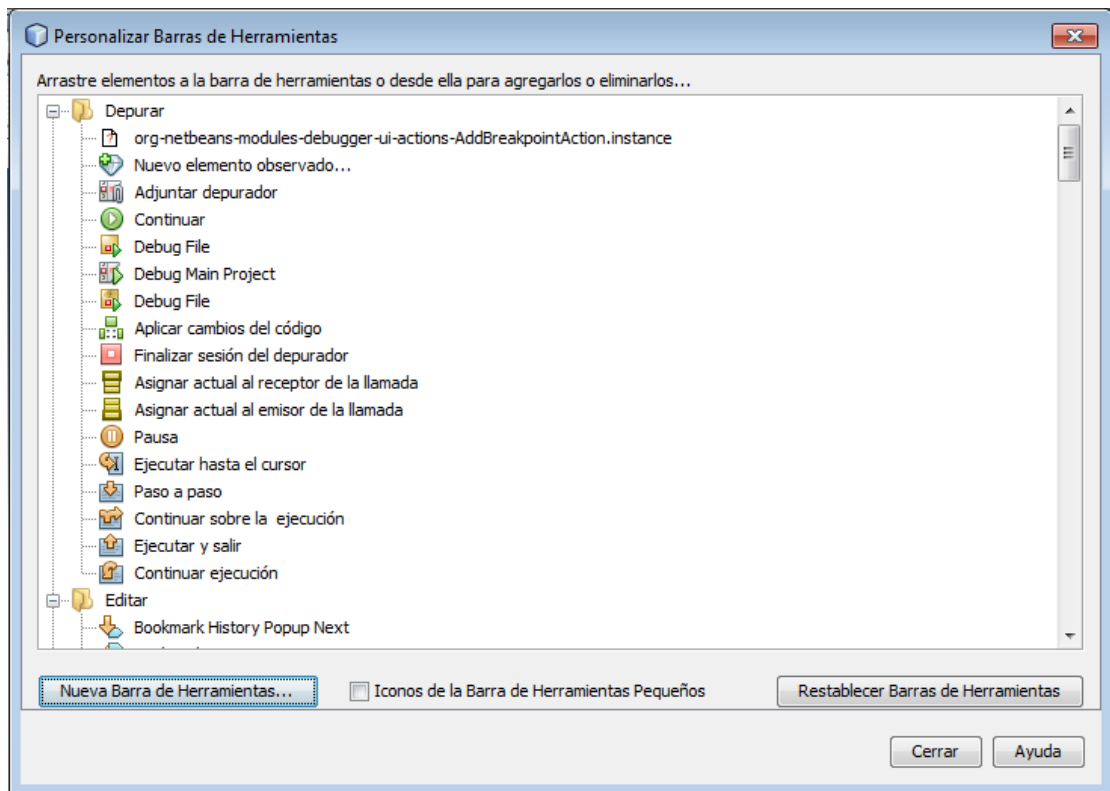 Personalizar Barras de Herramientas
Arrastre elementos a la barra de herramientas o desde ella para agregarlos o eliminarlos...
Depurar
org-netbeans-modules-debugger-ui-actions-AddBreakpointAction.instance
Nuevo elemento observado...
Adjuntar depurador
Continuar
Debug File
Debug Main Project
Debug File
Aplicar cambios del código
Finalizar sesión del depurador
Asignar actual al receptor de la llamada
Asignar actual al emisor de la llamada
Pausa
Ejecutar hasta el cursor
Paso a paso
Continuar sobre la ejecución
Ejecutar y salir
Continuar ejecución
Editar
Bookmark History Popup Next
Nueva Barra de Herramientas... Iconos de la Barra de Herramientas Pequeños Restablecer Barras de Herramientas
Cerrar Ayuda